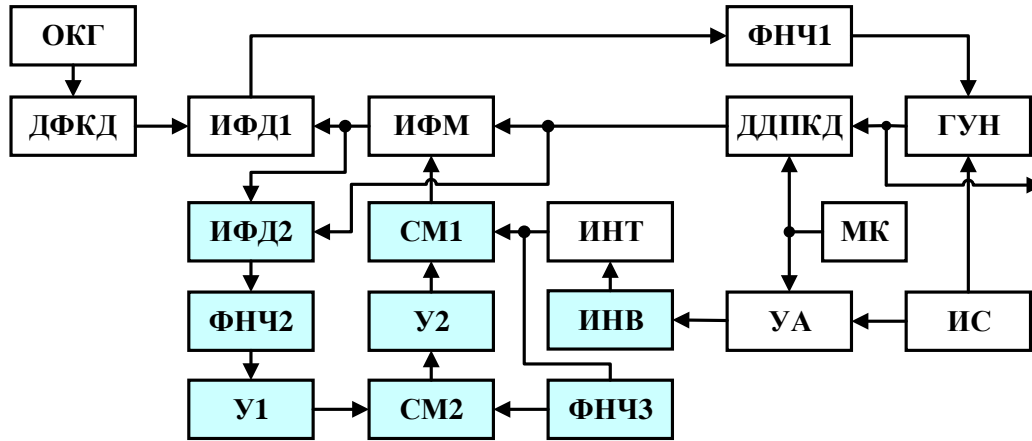 ОКГ
ФНЧ1
ДФКД
ИФД1
ИФМ
ДДПКД
ГУН
ИФД2
СМ1
ИНТ
МК
ФНЧ2
У2
ИНВ
УА
ИС
У1
СМ2
ФНЧ3